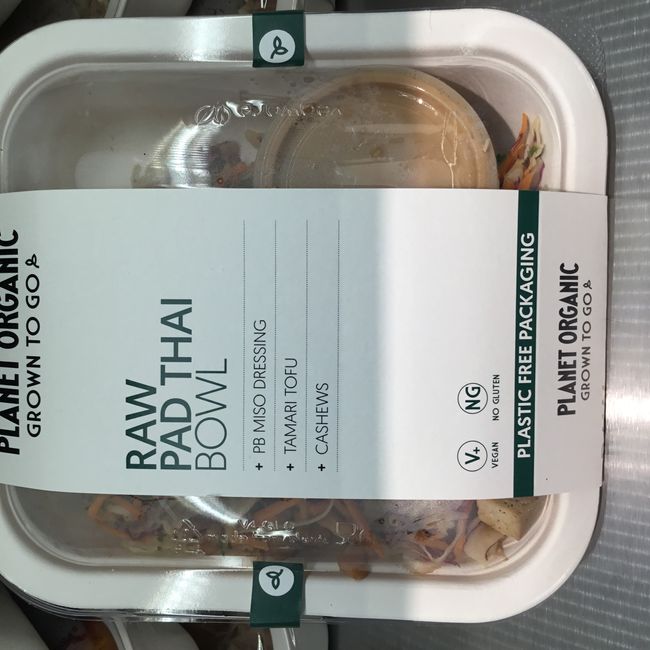 PLANET ORGANIC
GROWN TO GO
RAW
PAD THAI
BOWL
+ PB MISO DRESSING
+ TAMARI TOFU
+ CASHEWS
V+
VEGAN
NG
NO GLUTEN
PLASTIC FREE PACKAGING
PLANET ORGANIC
GROWN TO GO